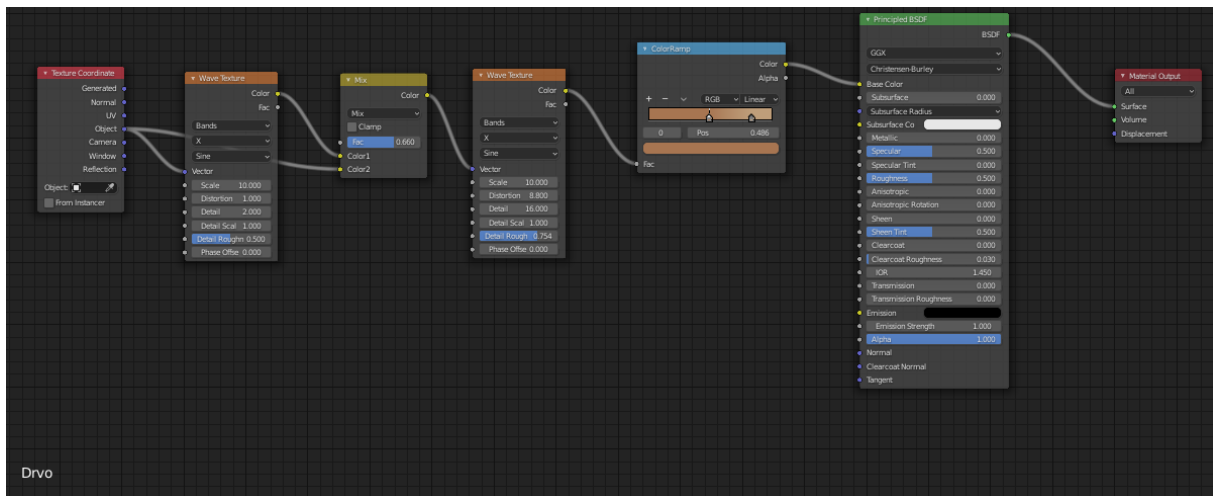 Texture Coordinate
Generated
Normal
UV
Object
Camera
Window
Reflection
Object:
From Instancer
Wave Texture
Color
Fac
Bands
X
Sine
Vector
Scale 10.000
Distortion 1.000
Detail 2.000
Detail Scal 1.000
Detail Roughn 0.500
Phase Offse 0.000
Mix
Color
Mix
Clamp
Fac 0.660
Color1
Color2
Wave Texture
Color
Fac
Bands
X
Sine
Vector
Scale 10.000
Distortion 8.800
Detail 16.000
Detail Scal 1.000
Detail Rough 0.754
Phase Offse 0.000
ColorRamp
Color
Alpha
+ − RGB Linear
0 Pos 0.486
Fac
Principled BSDF
BSDF
GGX
Christensen-Burley
Base Color
Subsurface 0.000
Subsurface Radius
Subsurface Co
Metallic 0.000
Specular 0.500
Specular Tint 0.000
Roughness 0.500
Anisotropic 0.000
Anisotropic Rotation 0.000
Sheen 0.000
Sheen Tint 0.500
Clearcoat 0.000
Clearcoat Roughness 0.030
IOR 1.450
Transmission 0.000
Transmission Roughness 0.000
Emission
Emission Strength 1.000
Alpha 1.000
Normal
Clearcoat Normal
Tangent
Material Output
All
Surface
Volume
Displacement
Drvo